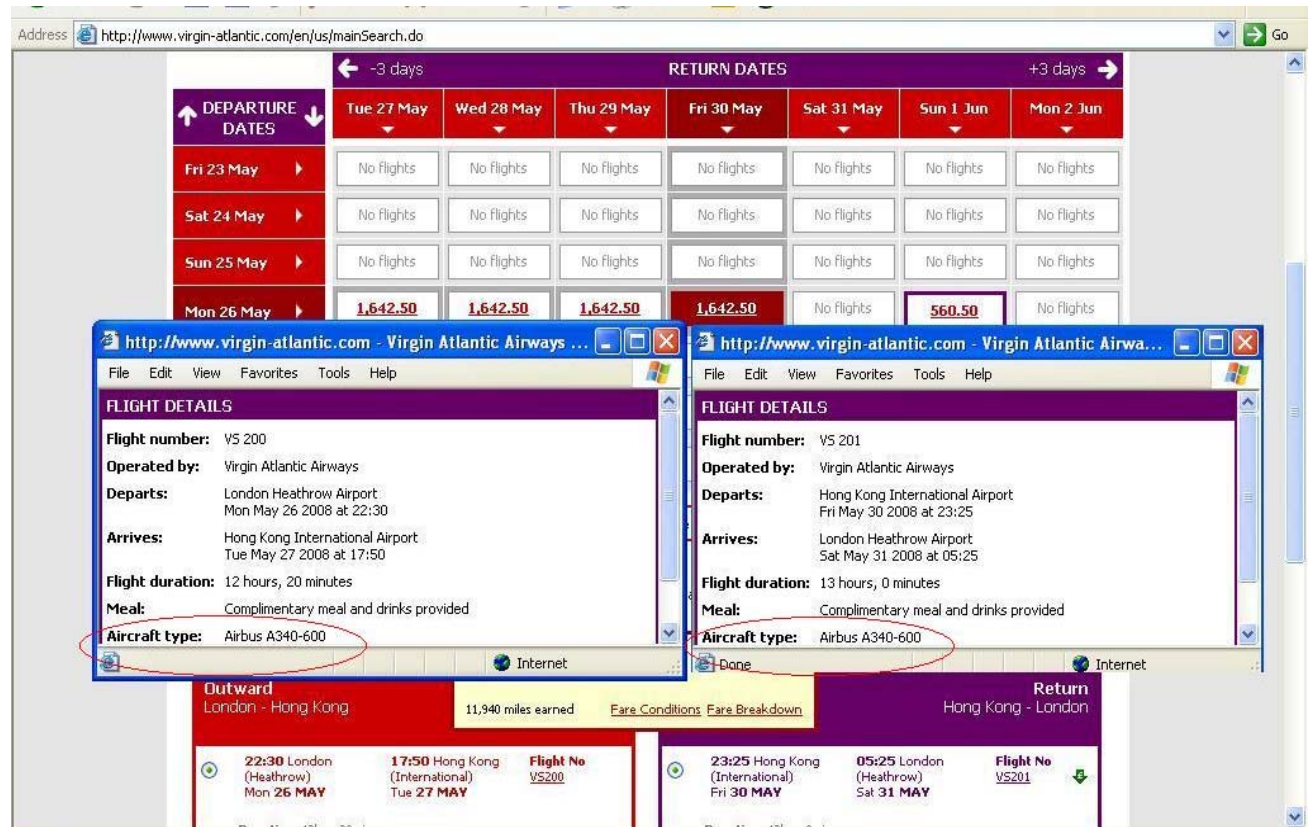 Address http://www.virgin-atlantic.com/en/us/mainSearch.do Go
-3 days RETURN DATES +3 days
DEPARTURE DATES
Tue 27 May Wed 28 May Thu 29 May Fri 30 May Sat 31 May Sun 1 Jun Mon 2 Jun
Fri 23 May No flights No flights No flights No flights No flights No flights No flights
Sat 24 May No flights No flights No flights No flights No flights No flights No flights
Sun 25 May No flights No flights No flights No flights No flights No flights No flights
Mon 26 May 1,642.50 1,642.50 1,642.50 1,642.50 No flights 560.50 No flights
http://www.virgin-atlantic.com - Virgin Atlantic Airways ...
File Edit View Favorites Tools Help
FLIGHT DETAILS
Flight number: VS 200
Operated by: Virgin Atlantic Airways
Departs: London Heathrow Airport
Mon May 26 2008 at 22:30
Arrives: Hong Kong International Airport
Tue May 27 2008 at 17:50
Flight duration: 12 hours, 20 minutes
Meal: Complimentary meal and drinks provided
Aircraft type: Airbus A340-600
Internet
http://www.virgin-atlantic.com - Virgin Atlantic Airwa...
File Edit View Favorites Tools Help
FLIGHT DETAILS
Flight number: VS 201
Operated by: Virgin Atlantic Airways
Departs: Hong Kong International Airport
Fri May 30 2008 at 23:25
Arrives: London Heathrow Airport
Sat May 31 2008 at 05:25
Flight duration: 13 hours, 0 minutes
Meal: Complimentary meal and drinks provided
Aircraft type: Airbus A340-600
Done Internet
Outward
London - Hong Kong
11,940 miles earned Fare Conditions Fare Breakdown
Return
Hong Kong - London
22:30 London 17:50 Hong Kong Flight No
(Heathrow) (International) VS200
Mon 26 MAY Tue 27 MAY
23:25 Hong Kong 05:25 London Flight No
(International) (Heathrow) VS201
Fri 30 MAY Sat 31 MAY